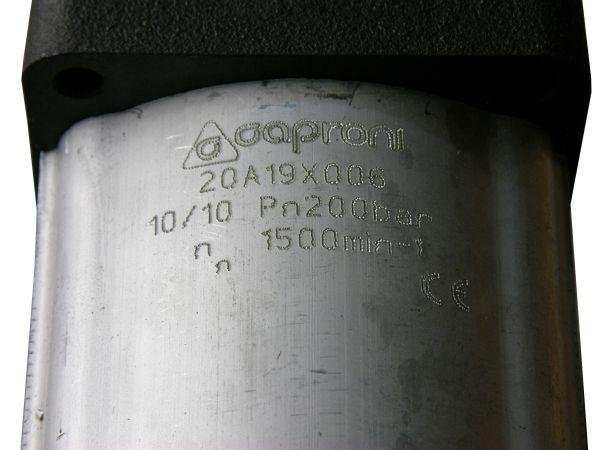 caproni
20A19X006
10/10 Pn200bar
nn 1500min-1
CE